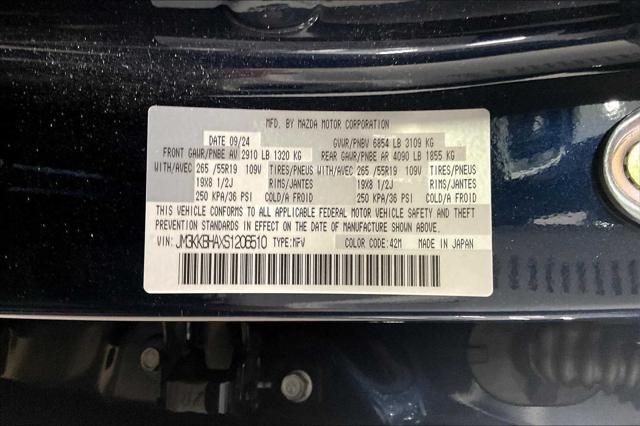 MFD. BY MAZDA MOTOR CORPORATION
DATE 09/24 GVWR/PNBV 6854 LB 3109 KG
FRONT GAWR/PNBE AV 2910 LB 1320 KG REAR GAWR/PNBE AR 4090 LB 1855 KG
WITH/AVEC 265 /55R19 109V TIRES/PNEUS WITH/AVEC 265 /55R19 109V TIRES/PNEUS
19X8 1/2J RIMS/JANTES 19X8 1/2J RIMS/JANTES
250 KPA/36 PSI COLD/A FROID 250 KPA/36 PSI COLD/A FROID
THIS VEHICLE CONFORMS TO ALL APPLICABLE FEDERAL MOTOR VEHICLE SAFETY AND THEFT
PREVENTION STANDARDS IN EFFECT ON THE DATE OF MANUFACTURE SHOWN ABOVE.
VIN: JM3KKBHAXS1206510 TYPE:MPV COLOR CODE:42M MADE IN JAPAN